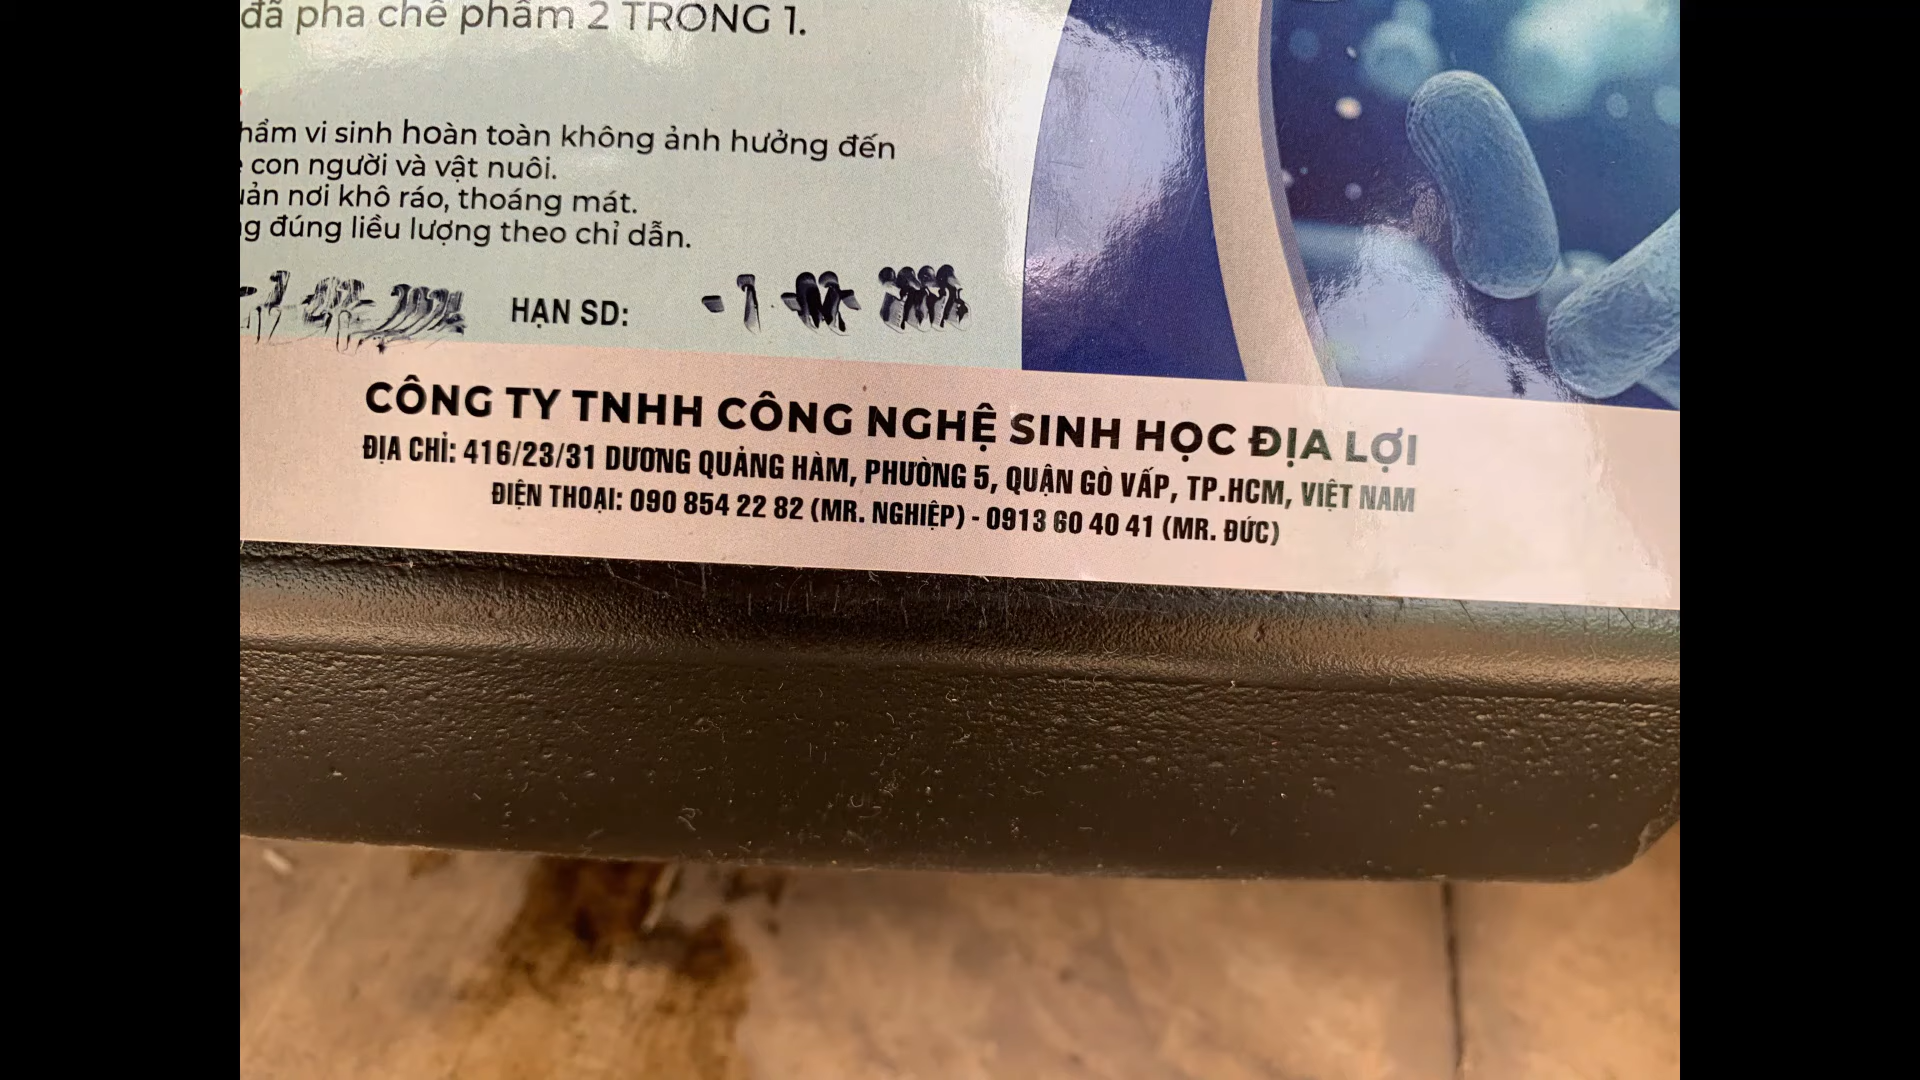 đã pha chế phẩm 2 TRONG 1.
vi sinh hoàn toàn không ảnh hưởng đến
con người và vật nuôi.
nơi khô ráo, thoáng mát.
đúng liều lượng theo chỉ dẫn.
HẠN SD:
CÔNG TY TNHH CÔNG NGHỆ SINH HỌC ĐỊA LỢI
ĐỊA CHỈ: 416/23/31 DƯƠNG QUẢNG HÀM, PHƯỜNG 5, QUẬN GÒ VẤP, TP.HCM, VIỆT NAM
ĐIỆN THOẠI: 090 854 22 82 (MR. NGHIỆP) - 0913 60 40 41 (MR. ĐỨC)